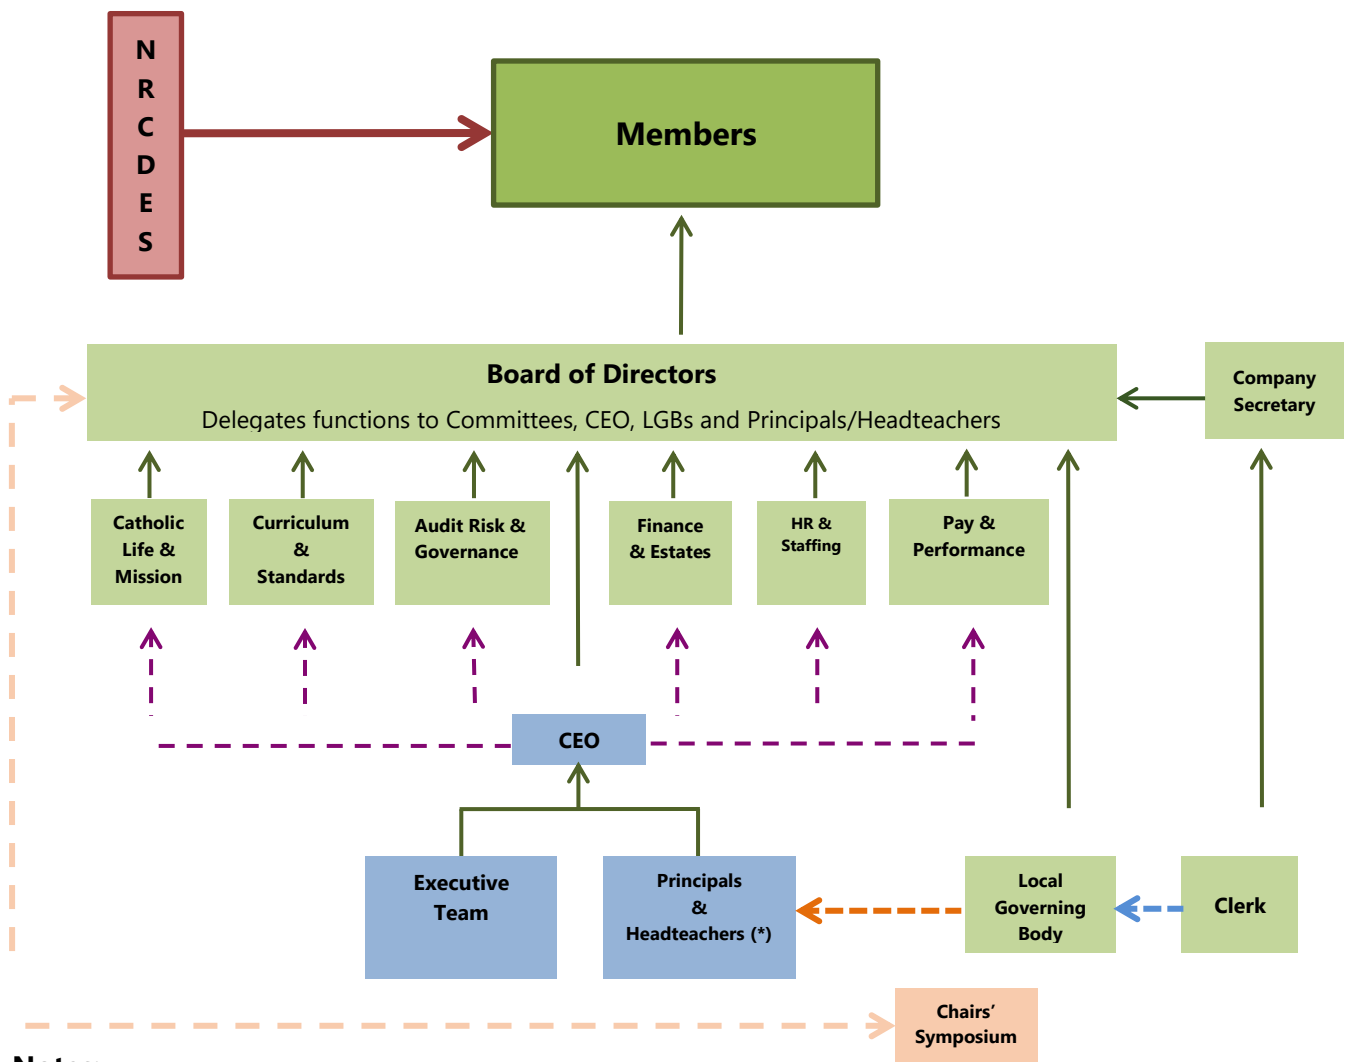 N
R
C
D
E
S
Members
Board of Directors
Delegates functions to Committees, CEO, LGBs and Principals/Headteachers
Company
Secretary
Catholic
Life &
Mission
Curriculum
&
Standards
Audit Risk &
Governance
Finance
& Estates
HR &
Staffing
Pay &
Performance
CEO
Executive
Team
Principals
&
Headteachers (*)
Local
Governing
Body
Clerk
Chairs’
Symposium